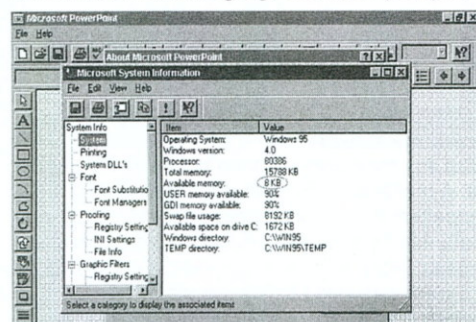 Microsoft PowerPoint
File Help
About Microsoft PowerPoint
Microsoft System Information
File Edit View Help
System Info
System
Printing
System DLL's
Font
Font Substitutio
Font Managers
Proofing
Registry Setting
INI Settings
File Info
Graphic Filters
Registry Setting
Item Value
Operating System: Windows 95
Windows version: 4.0
Processor: 80386
Total memory: 15788 KB
Available memory: 8 KB
USER memory available: 90%
GDI memory available: 90%
Swap file usage: 8192 KB
Available space on drive C: 1672 KB
Windows directory: C:\WIN95
TEMP directory: C:\WIN95\TEMP
Select a category to display the associated items